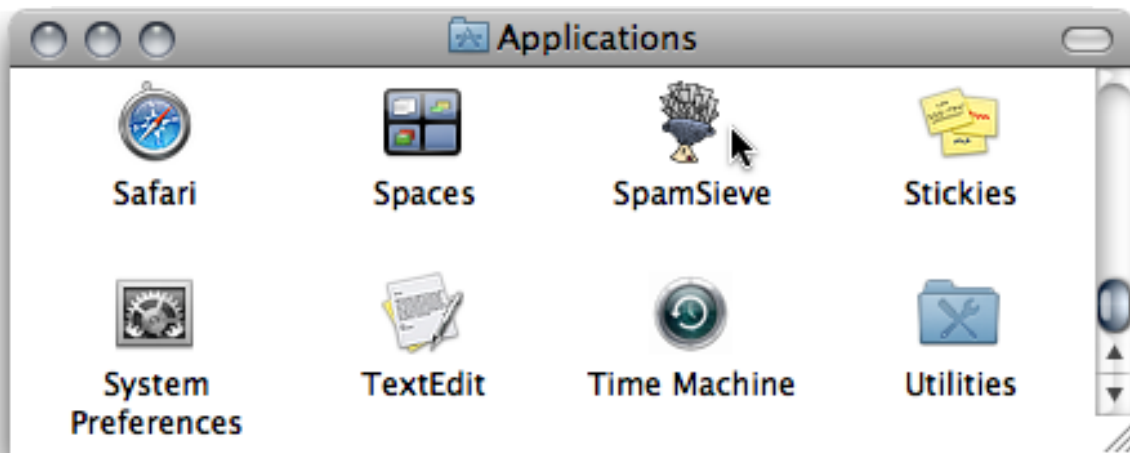 Applications
Safari
Spaces
SpamSieve
Stickies
System
Preferences
TextEdit
Time Machine
Utilities